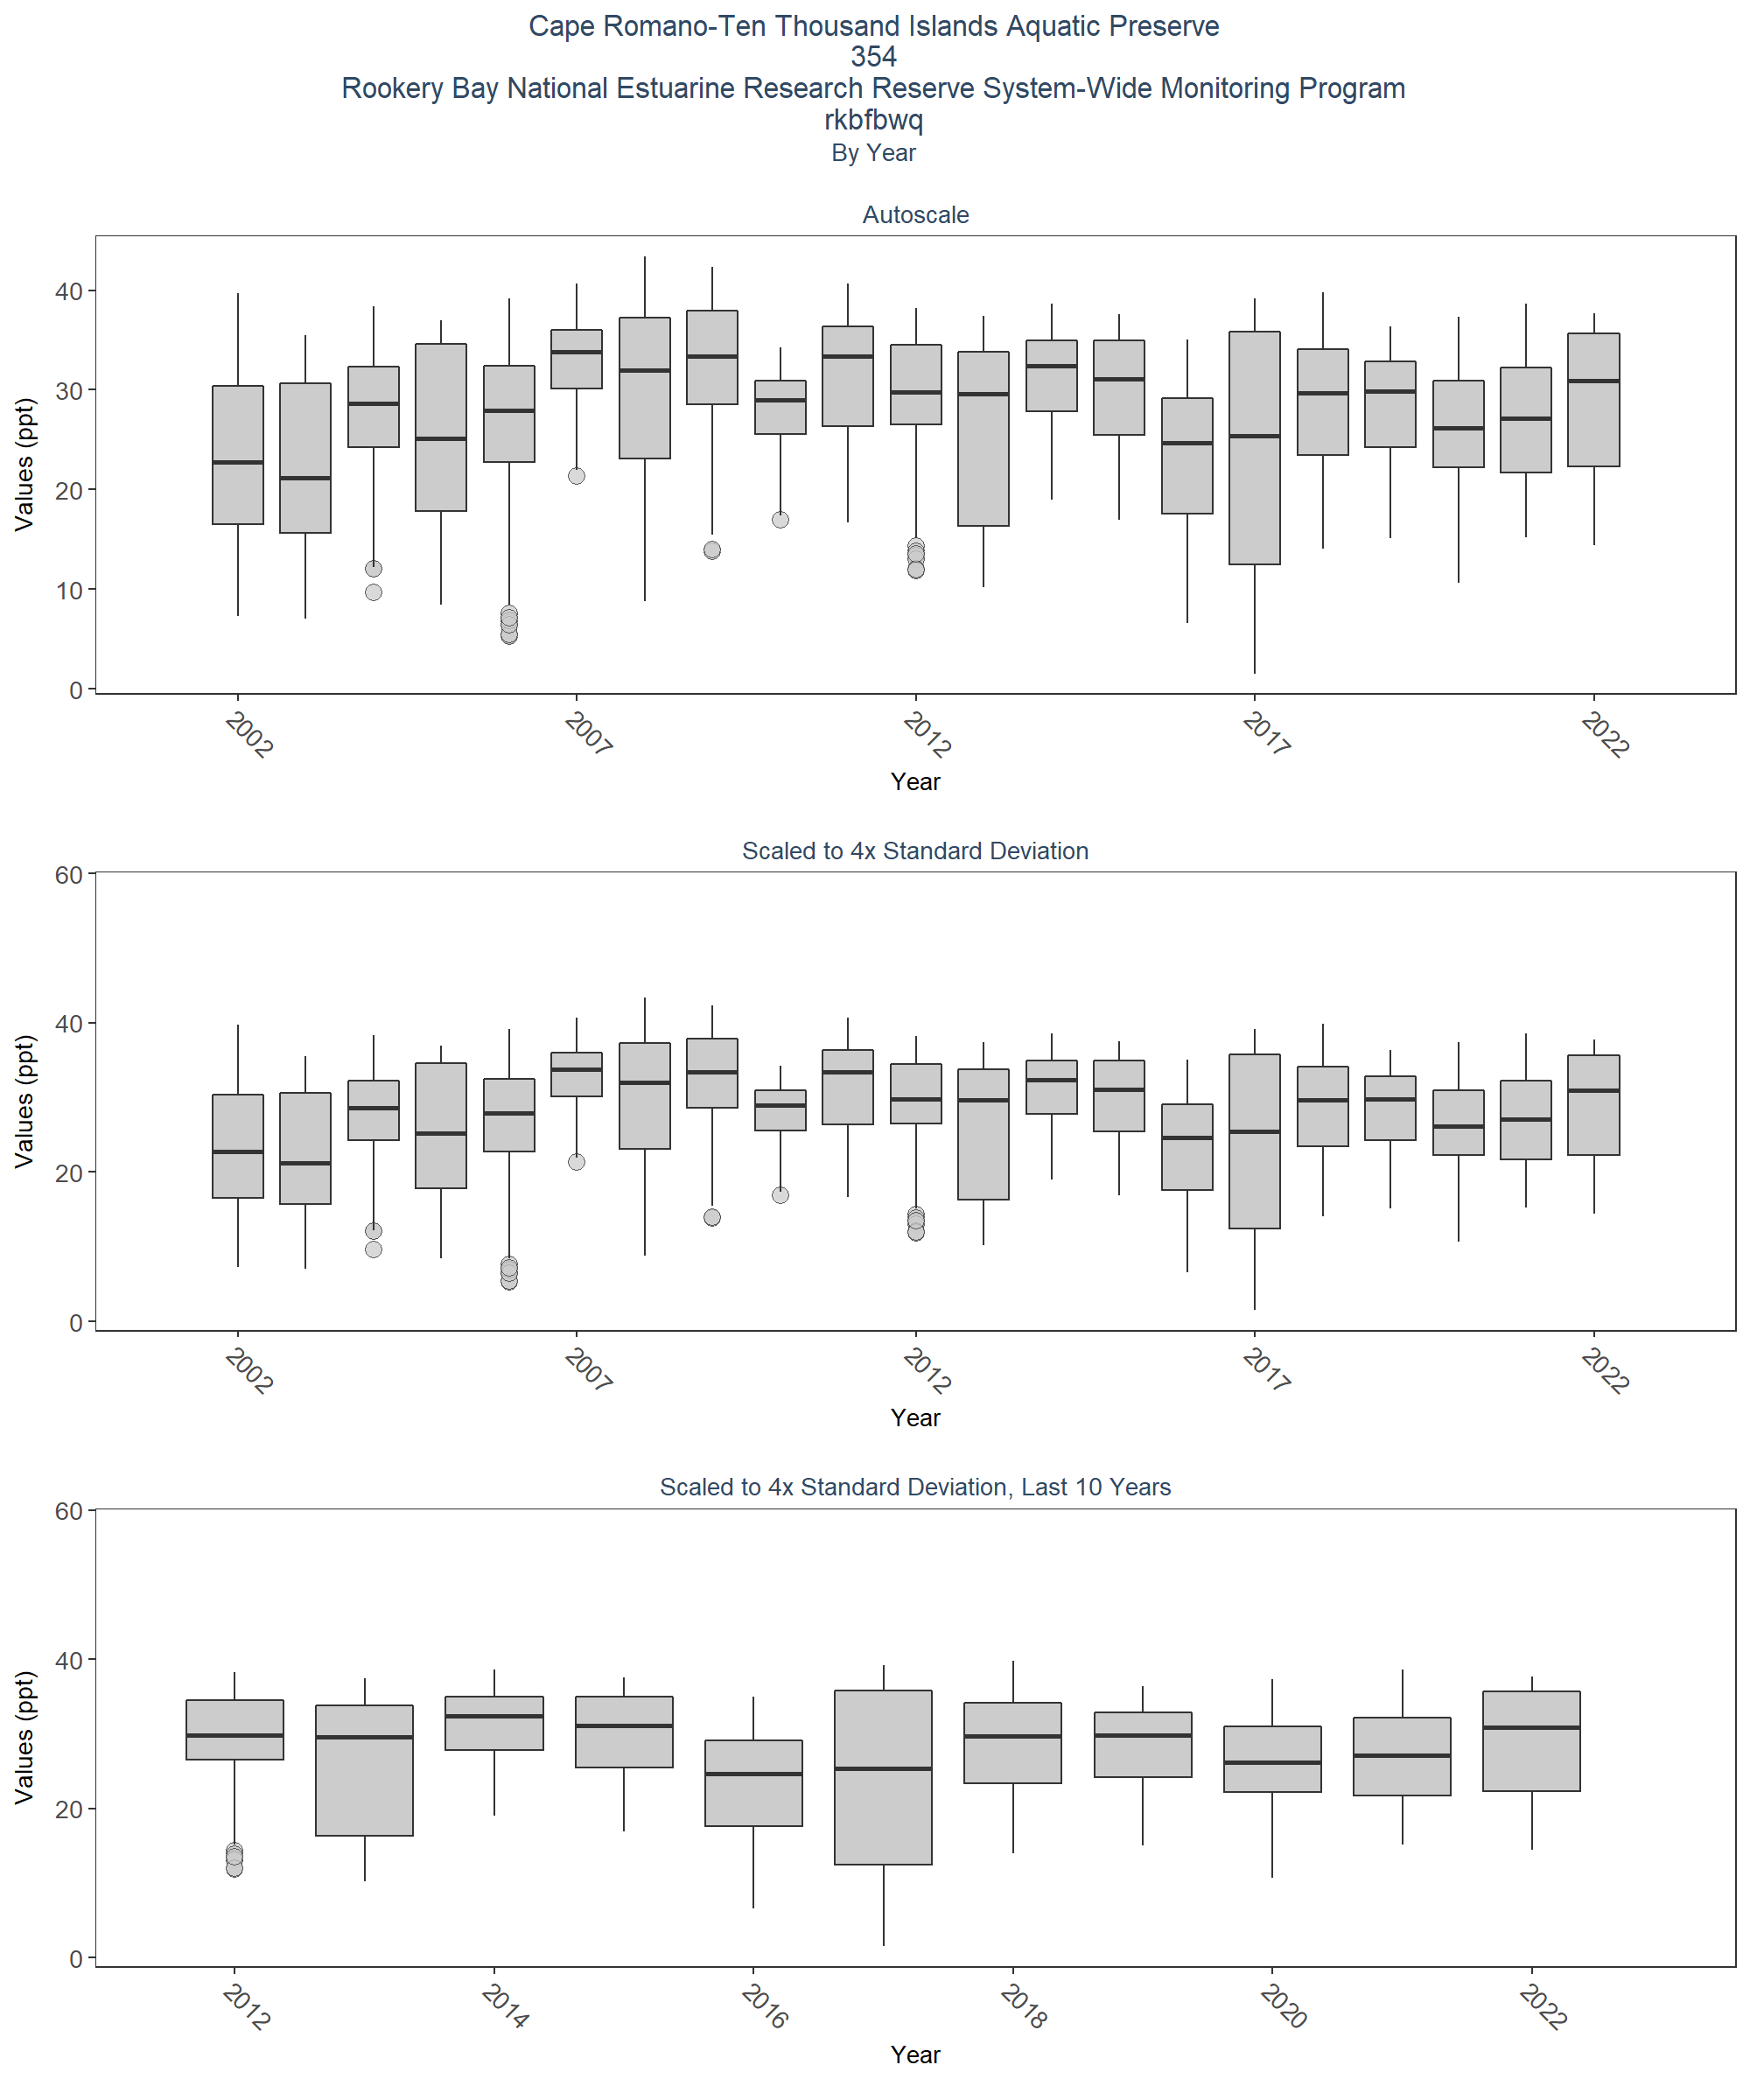 Cape Romano-Ten Thousand Islands Aquatic Preserve
354
Rookery Bay National Estuarine Research Reserve System-Wide Monitoring Program
rkbfbwq
By Year
Autoscale
Values (ppt)
40
30
20
10
0
2002
2007
2012
2017
2022
Year
Scaled to 4x Standard Deviation
Values (ppt)
60
40
20
0
2002
2007
2012
2017
2022
Year
Scaled to 4x Standard Deviation, Last 10 Years
Values (ppt)
60
40
20
0
2012
2014
2016
2018
2020
2022
Year